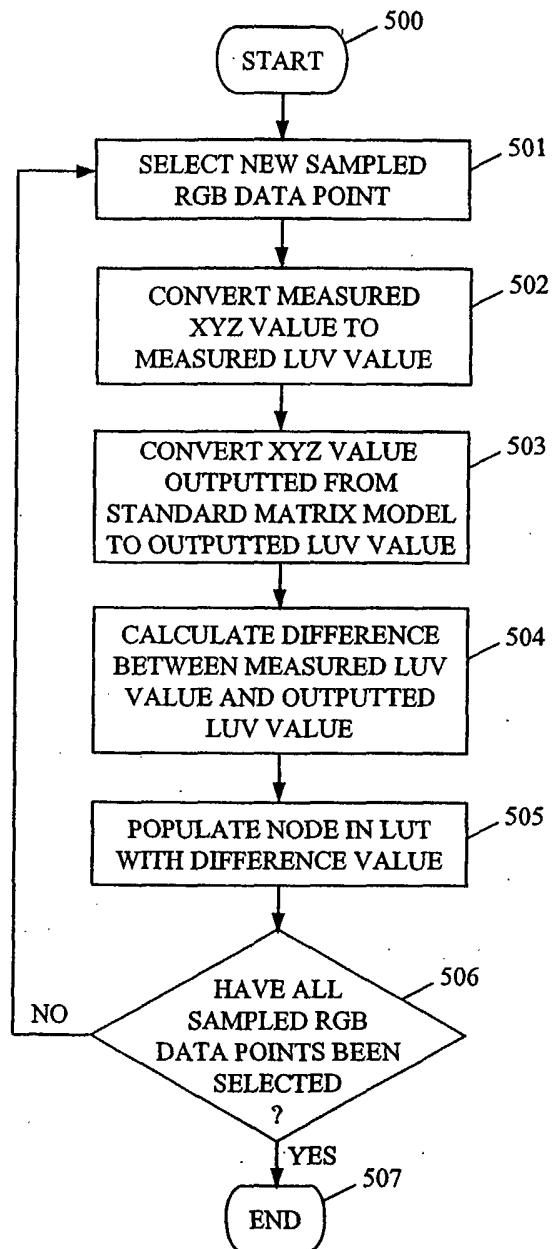 500
START
501
SELECT NEW SAMPLED
RGB DATA POINT
502
CONVERT MEASURED
XYZ VALUE TO
MEASURED LUV VALUE
503
CONVERT XYZ VALUE
OUTPUTTED FROM
STANDARD MATRIX MODEL
TO OUTPUTTED LUV VALUE
504
CALCULATE DIFFERENCE
BETWEEN MEASURED LUV
VALUE AND OUTPUTTED
LUV VALUE
505
POPULATE NODE IN LUT
WITH DIFFERENCE VALUE
506
HAVE ALL
SAMPLED RGB
DATA POINTS BEEN
SELECTED
?
NO
YES
507
END